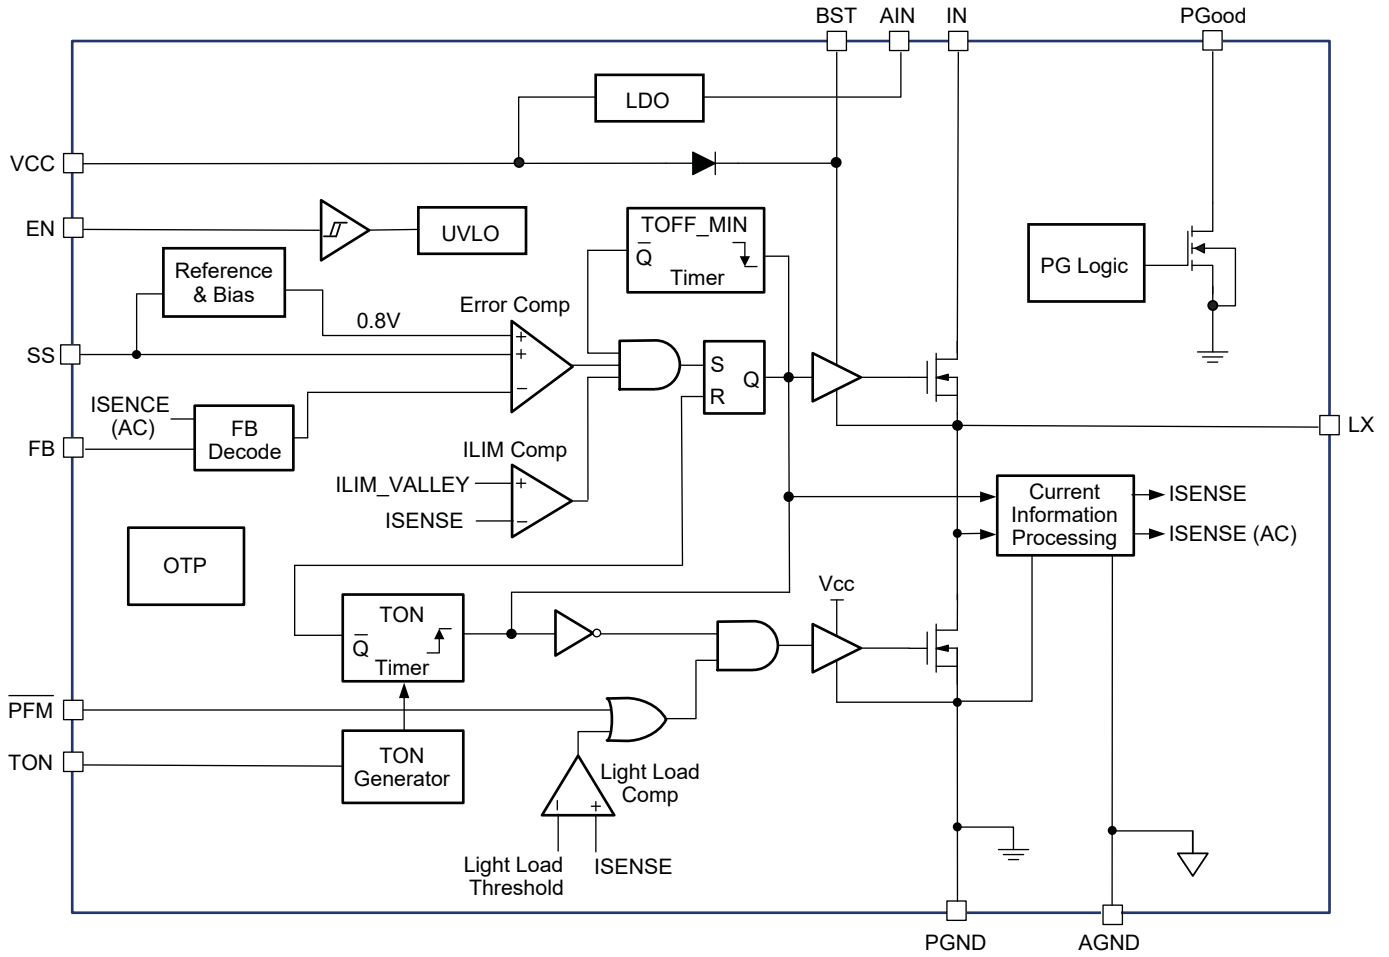 BST AIN IN PGood
LDO
VCC
EN
UVLO
TOFF_MIN
Q
Timer
Reference
& Bias
PG Logic
Error Comp
0.8V
+
SS
+
−
S
Q
R
ISENCE
(AC)
FB
Decode
FB
LX
ILIM Comp
ILIM_VALLEY
+
ISENSE
−
Current
Information
Processing
ISENSE
ISENSE (AC)
OTP
Vcc
TON
Q
Timer
PFM
TON
TON
Generator
Light Load
Comp
− +
Light Load
Threshold
ISENSE
PGND AGND